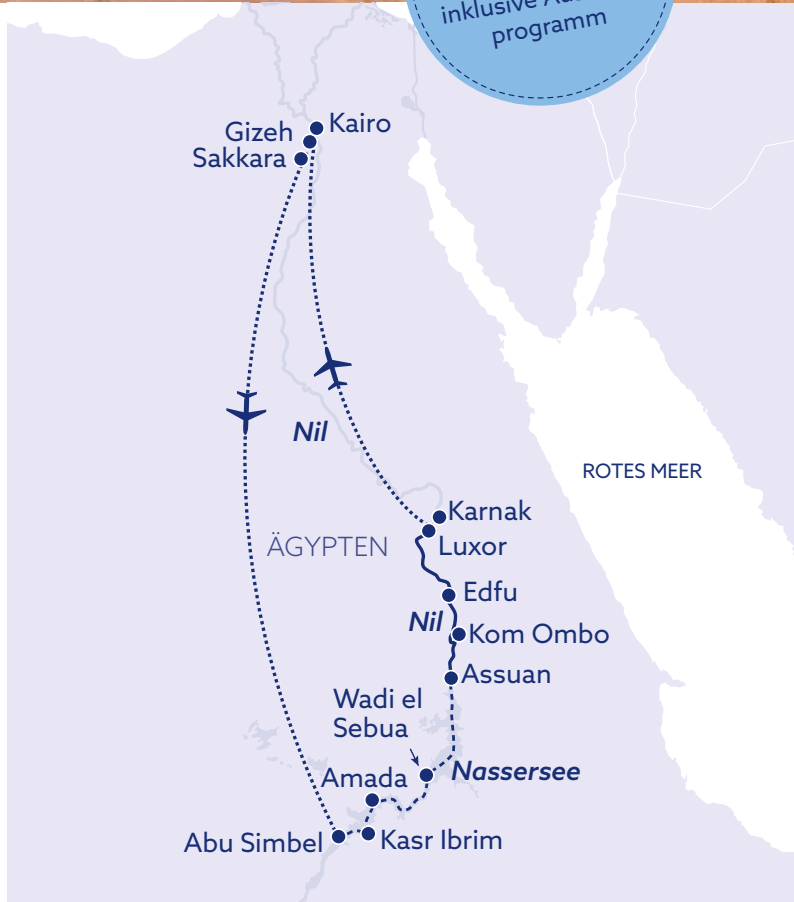 inklusive
programm
Kairo
Gizeh
Sakkara
Nil
ROTES MEER
Karnak
ÄGYPTEN
Luxor
Edfu
Nil
Kom Ombo
Assuan
Wadi el
Sebua
Nassersee
Amada
Abu Simbel
Kasr Ibrim